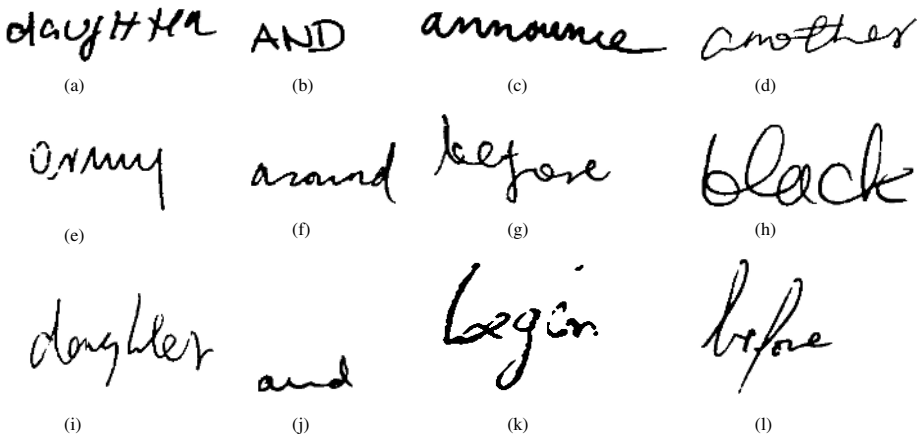 daughter AND announce another
(a) (b) (c) (d)
army around before black
(e) (f) (g) (h)
daughter and begin before
(i) (j) (k) (l)